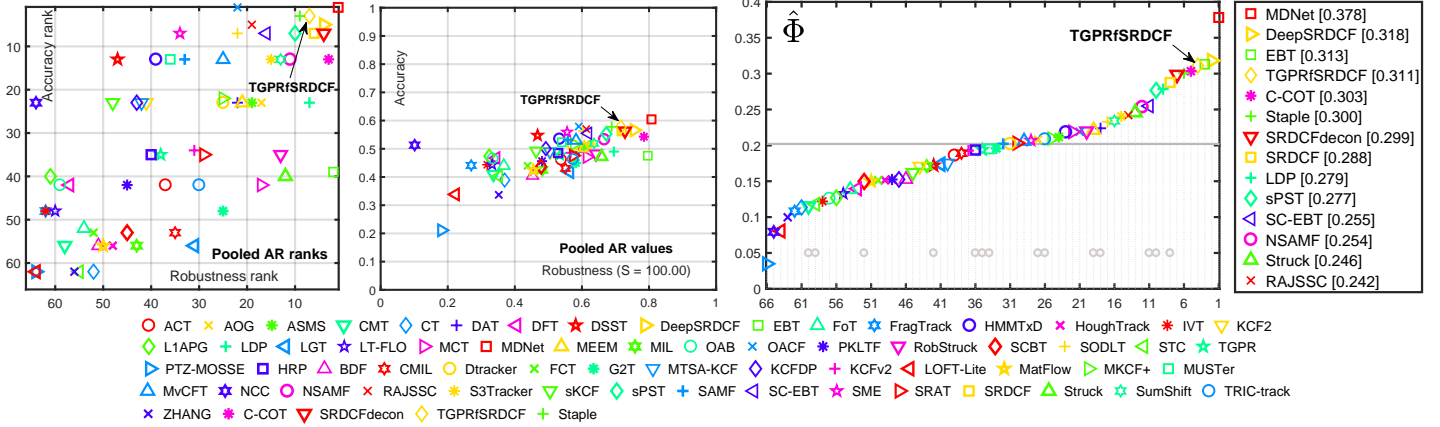 Accuracy rank
10
20
30
40
50
60
60 50 40 30 20 10
TGPRfSRDCF
Pooled AR ranks
Robustness rank
Accuracy
1
0.9
0.8
0.7
0.6
0.5
0.4
0.3
0.2
0.1
0
0 0.2 0.4 0.6 0.8 1
TGPRfSRDCF
Pooled AR values
Robustness (S = 100.00)
Φ̂
0.4
0.35
0.3
0.25
0.2
0.15
0.1
0.05
0
66 61 56 51 46 41 36 31 26 21 16 11 6 1
TGPRfSRDCF
MDNet [0.378]
DeepSRDCF [0.318]
EBT [0.313]
TGPRfSRDCF [0.311]
C-COT [0.303]
Staple [0.300]
SRDCFdecon [0.299]
SRDCF [0.288]
LDP [0.279]
sPST [0.277]
SC-EBT [0.255]
NSAMF [0.254]
Struck [0.246]
RAJSSC [0.242]
ACT AOG ASMS CMT CT DAT DFT DSST DeepSRDCF EBT FoT FragTrack HMMTxD HoughTrack IVT KCF2
L1APG LDP LGT LT-FLO MCT MDNet MEEM MIL OAB OACF PKLTF RobStruck SCBT SODLT STC TGPR
PTZ-MOSSE HRP BDF CMIL Dtracker FCT G2T MTSA-KCF KCFDP KCFv2 LOFT-Lite MatFlow MKCF+ MUSTer
MvCFT NCC NSAMF RAJSSC S3Tracker sKCF sPST SAMF SC-EBT SME SRAT SRDCF Struck SumShift TRIC-track
ZHANG C-COT SRDCFdecon TGPRfSRDCF Staple